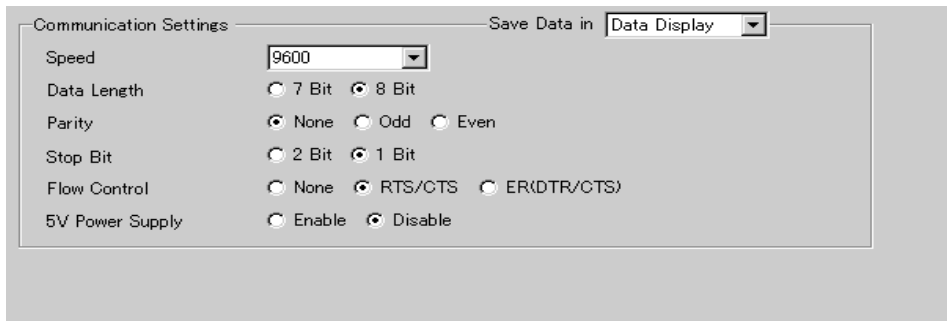 Communication Settings Save Data in Data Display
Speed 9600
Data Length 7 Bit 8 Bit
Parity None Odd Even
Stop Bit 2 Bit 1 Bit
Flow Control None RTS/CTS ER(DTR/CTS)
5V Power Supply Enable Disable